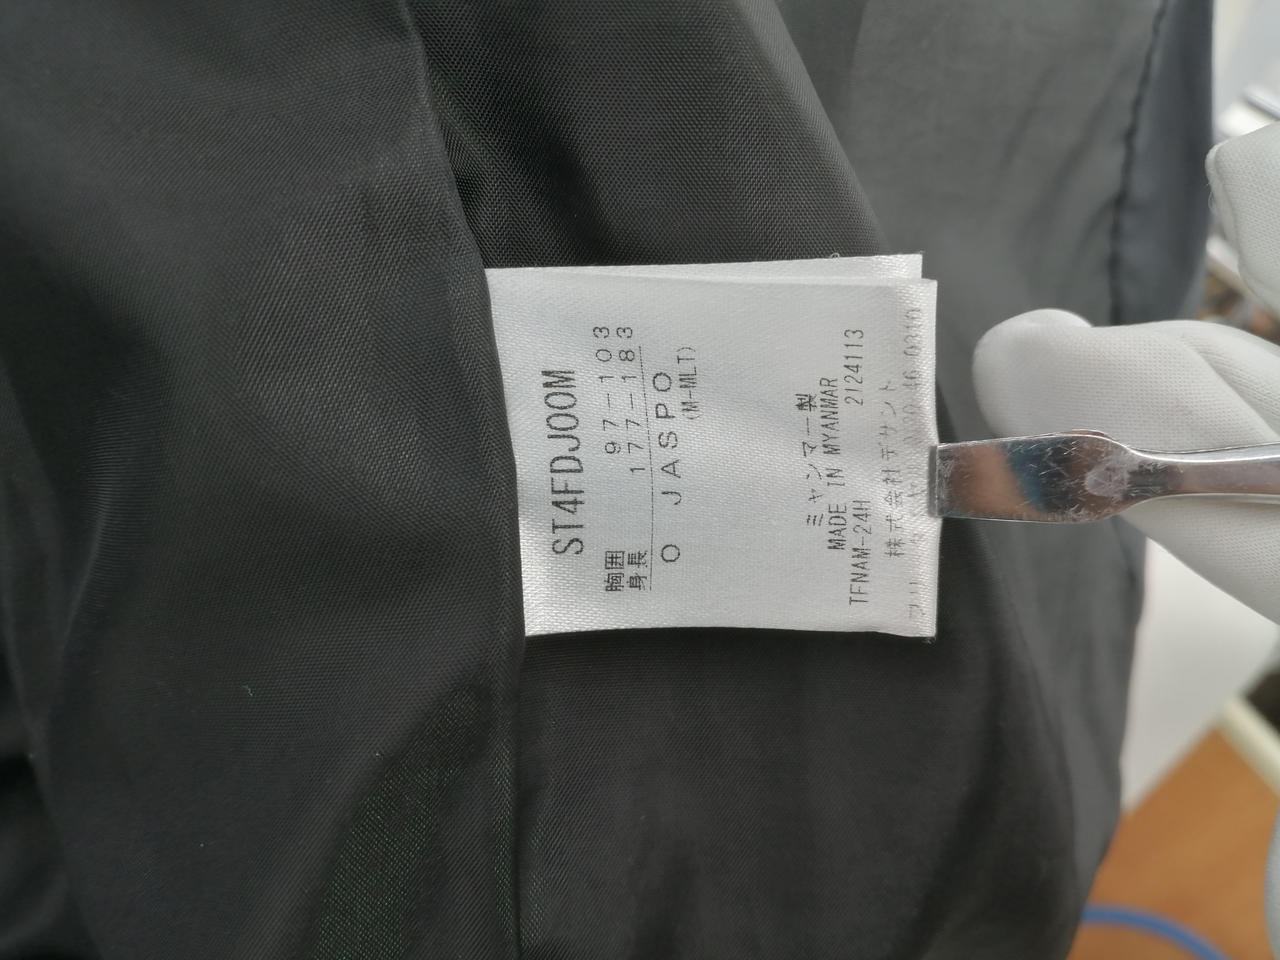 ST4FDJ00M
胸囲 97-103
身長 177-183
O JASPO
(M-MLT)
ミャンマー製
MADE IN MYANMAR
TFNAM-24H 2124113
株式会社デサント